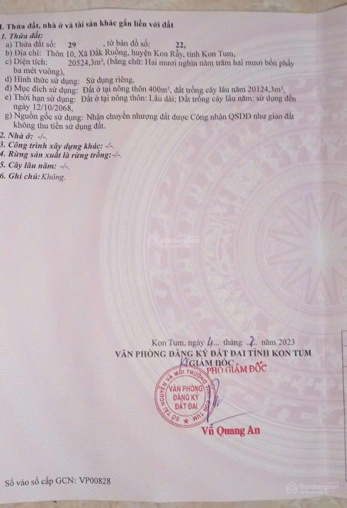 I. Thửa đất, nhà ở và tài sản khác gắn liền với đất
1. Thửa đất:
a) Thửa đất số: 29 , tờ bản đồ số: 22,
b) Địa chỉ: Thôn 10, Xã Đắk Ruồng, huyện Kon Rẫy, tỉnh Kon Tum,
c) Diện tích: 20524,3m², (bằng chữ: Hai mươi nghìn năm trăm hai mươi bốn phẩy
ba mét vuông),
d) Hình thức sử dụng: Sử dụng riêng,
đ) Mục đích sử dụng: Đất ở tại nông thôn 400m², đất trồng cây lâu năm 20124,3m²,
e) Thời hạn sử dụng: Đất ở tại nông thôn: Lâu dài; Đất trồng cây lâu năm: sử dụng đến
ngày 12/10/2068,
g) Nguồn gốc sử dụng: Nhận chuyển nhượng đất được Công nhận QSDĐ như giao đất
không thu tiền sử dụng đất.
2. Nhà ở: -/-.
3. Công trình xây dựng khác: -/-.
4. Rừng sản xuất là rừng trồng: -/-.
5. Cây lâu năm: -/-.
6. Ghi chú: Không.
Kon Tum, ngày 4 tháng 7 năm 2023
VĂN PHÒNG ĐĂNG KÝ ĐẤT ĐAI TỈNH KON TUM
GIÁM ĐỐC
PHÓ GIÁM ĐỐC
VĂN PHÒNG
ĐĂNG KÝ
ĐẤT ĐAI
Vũ Quang An
Số vào sổ cấp GCN: VP00828